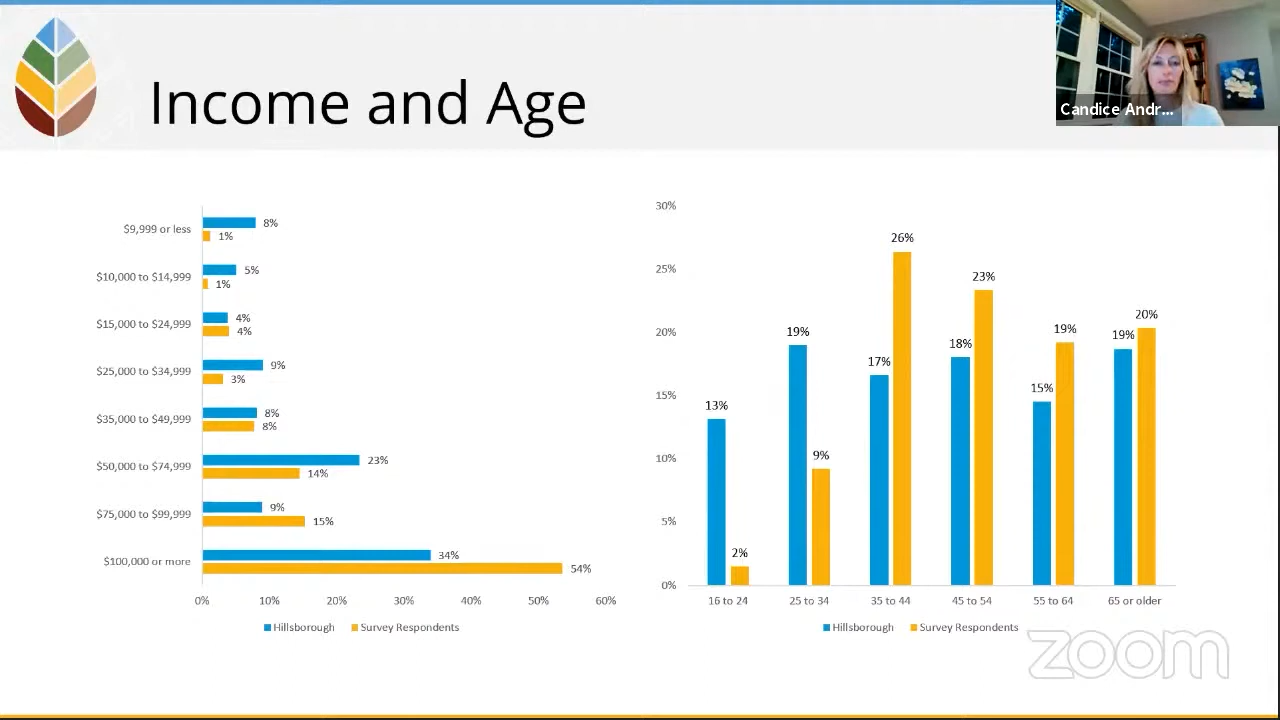 Income and Age
Candice Andr...
$9,999 or less
8%
1%
$10,000 to $14,999
5%
1%
$15,000 to $24,999
4%
4%
$25,000 to $34,999
9%
3%
$35,000 to $49,999
8%
8%
$50,000 to $74,999
23%
14%
$75,000 to $99,999
9%
15%
$100,000 or more
34%
54%
0% 10% 20% 30% 40% 50% 60%
Hillsborough Survey Respondents
30%
25%
20%
15%
10%
5%
0%
13%
2%
19%
9%
17%
26%
18%
23%
15%
19%
19%
20%
16 to 24 25 to 34 35 to 44 45 to 54 55 to 64 65 or older
Hillsborough Survey Respondents
zoom